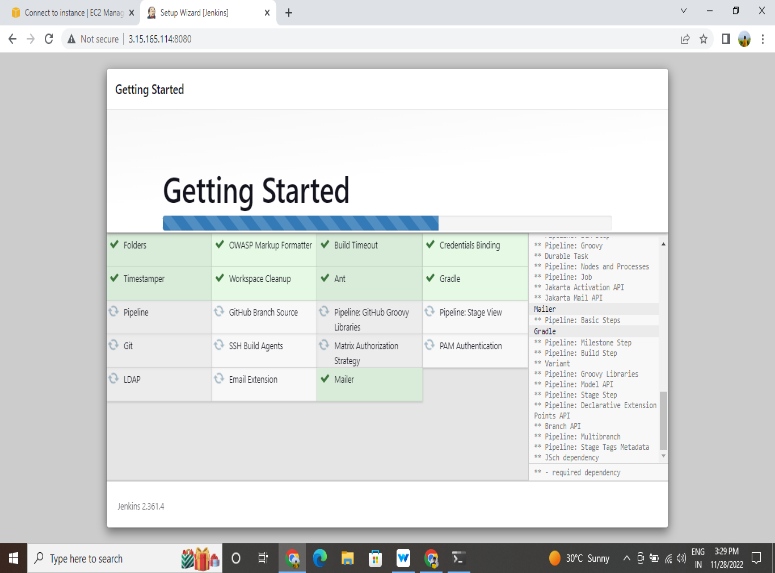 Connect to instance | EC2 Manag
Setup Wizard [Jenkins]
Not secure | 3.15.165.114:8080
Getting Started
Getting Started
Folders
OWASP Markup Formatter
Build Timeout
Credentials Binding
Timestamper
Workspace Cleanup
Ant
Gradle
Pipeline
GitHub Branch Source
Pipeline: GitHub Groovy
Libraries
Pipeline: Stage View
Git
SSH Build Agents
Matrix Authorization
Strategy
PAM Authentication
LDAP
Email Extension
Mailer
** Pipeline: Groovy
** Durable Task
** Pipeline: Nodes and Processes
** Pipeline: Job
** Jakarta Activation API
** Jakarta Mail API
Mailer
** Pipeline: Basic Steps
Gradle
** Pipeline: Milestone Step
** Pipeline: Build Step
** Variant
** Pipeline: Groovy Libraries
** Pipeline: Model API
** Pipeline: Stage Step
** Pipeline: Declarative Extension
Points API
** Branch API
** Pipeline: Multibranch
** Pipeline: Stage Tags Metadata
** JSch dependency
** - required dependency
Jenkins 2.361.4
Type here to search
30°C Sunny
ENG
IN
3:29 PM
11/28/2022